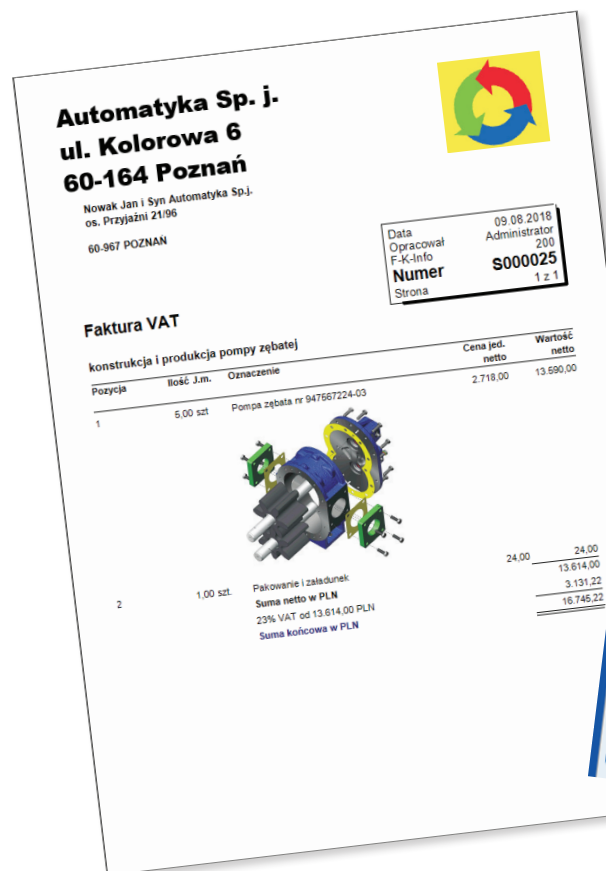 Automatyka Sp. j.
ul. Kolorowa 6
60-164 Poznań
Nowak Jan i Syn Automatyka Sp.j.
os. Przyjaźni 21/96
60-967 POZNAŃ
Data 09.08.2018
Opracował Administrator
F-K-Info 200
Numer S000025
Strona 1 z 1
Faktura VAT
konstrukcja i produkcja pompy zębatej
Pozycja Ilość J.m. Oznaczenie Cena jed. netto Wartość netto
1 5,00 szt Pompa zębata nr 947667224-03 2.718,00 13.590,00
2 1,00 szt. Pakowanie i załadunek 24,00 24,00
Suma netto w PLN 13.614,00
23% VAT od 13.614,00 PLN 3.131,22
Suma końcowa w PLN 16.745,22